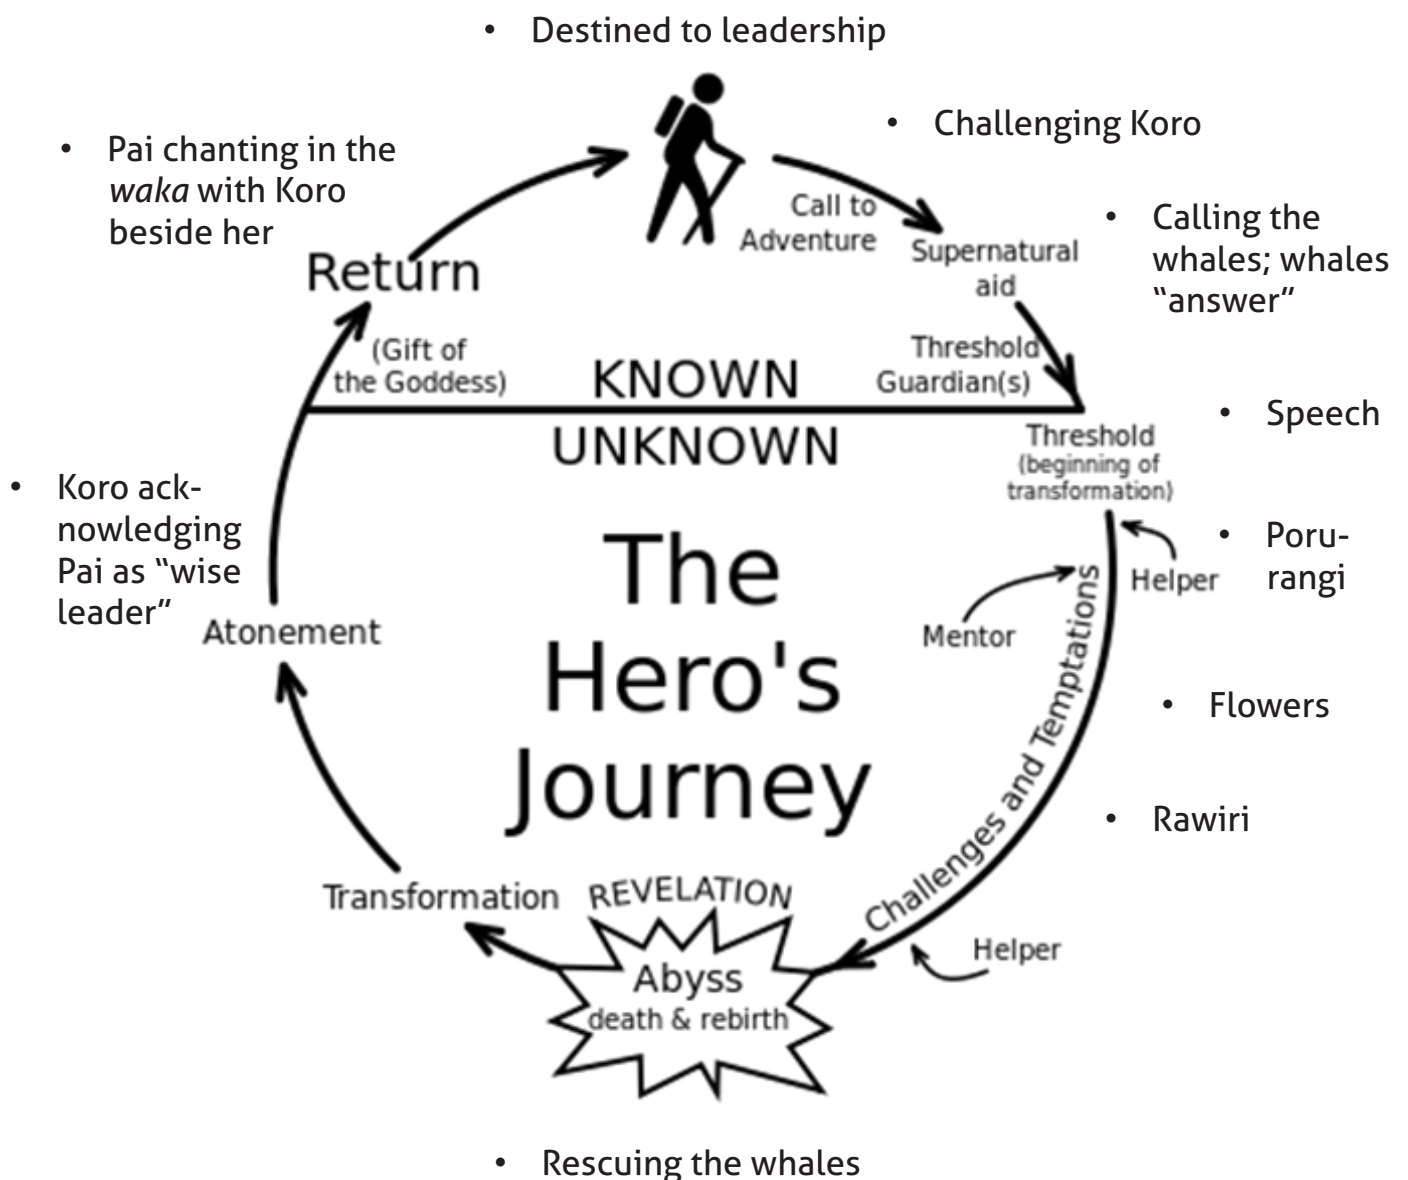 • Destined to leadership
• Challenging Koro
• Pai chanting in the
waka with Koro
beside her
Call to
Adventure
Supernatural
aid
• Calling the
whales; whales
“answer”
Return
(Gift of
the Goddess)
KNOWN
Threshold
Guardian(s)
UNKNOWN
Threshold
(beginning of
transformation)
• Speech
• Koro ack-
nowledging
Pai as “wise
leader”
The
Hero's
Journey
• Poru-
rangi
Helper
Mentor
Challenges and Temptations
Atonement
• Flowers
• Rawiri
Transformation
REVELATION
Abyss
death & rebirth
Helper
• Rescuing the whales